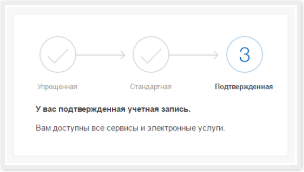 3
Упрощенная Стандартная Подтвержденная
У вас подтвержденная учетная запись.
Вам доступны все сервисы и электронные услуги.